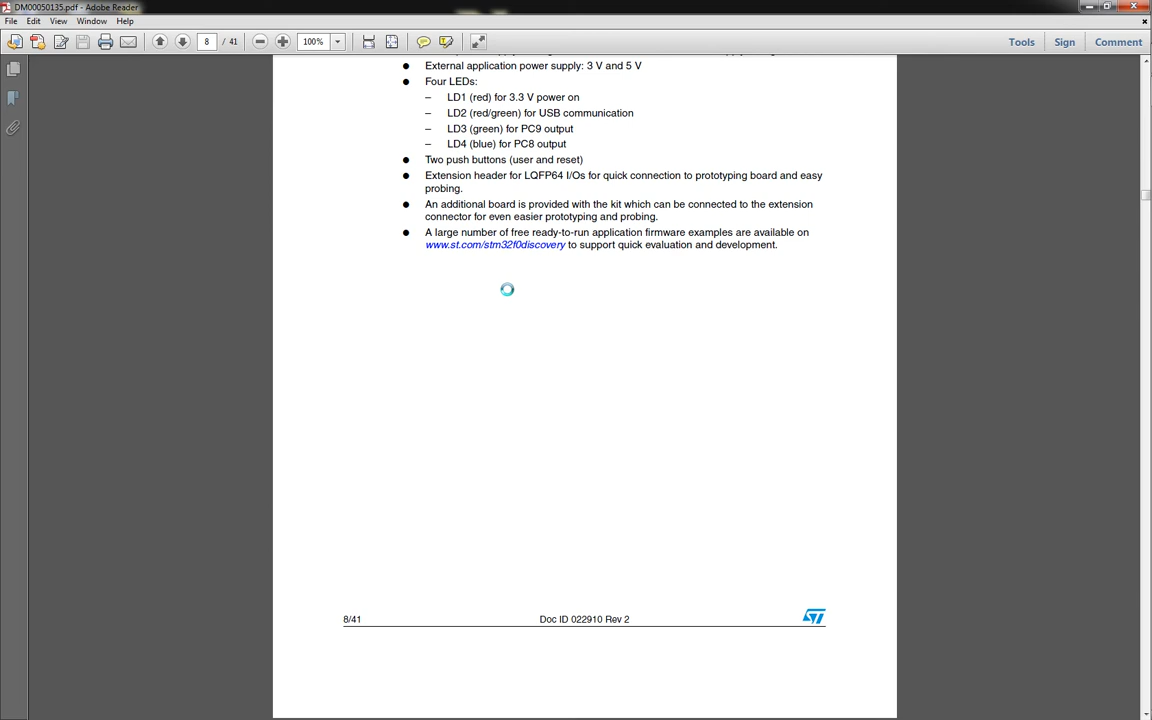 DM00050135.pdf - Adobe Reader
File Edit View Window Help
8 / 41 100% Tools Sign Comment
External application power supply: 3 V and 5 V
Four LEDs:
– LD1 (red) for 3.3 V power on
– LD2 (red/green) for USB communication
– LD3 (green) for PC9 output
– LD4 (blue) for PC8 output
Two push buttons (user and reset)
Extension header for LQFP64 I/Os for quick connection to prototyping board and easy
probing.
An additional board is provided with the kit which can be connected to the extension
connector for even easier prototyping and probing.
A large number of free ready-to-run application firmware examples are available on
www.st.com/stm32f0discovery to support quick evaluation and development.
8/41 Doc ID 022910 Rev 2 ST